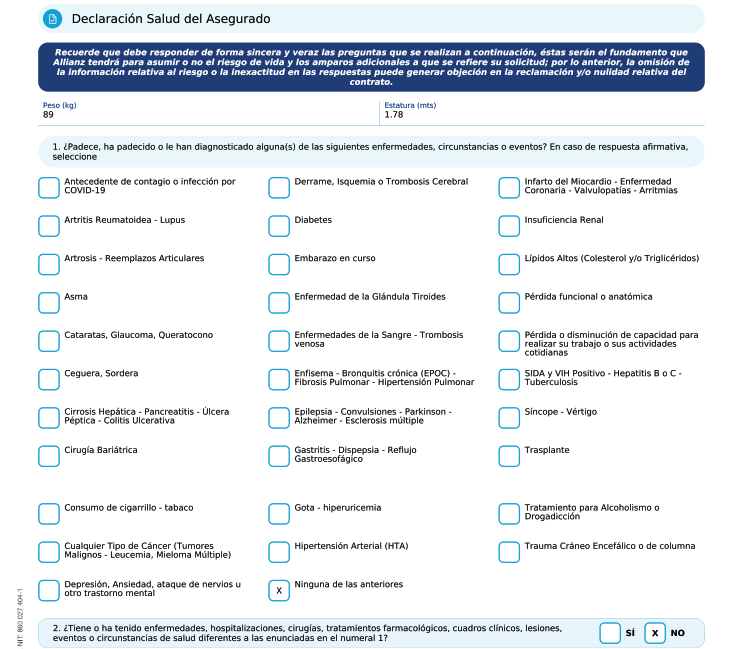 Declaración Salud del Asegurado
Recuerde que debe responder de forma sincera y veraz las preguntas que se realizan a continuación, éstas serán el fundamento que
Allianz tendrá para asumir o no el riesgo de vida y los amparos adicionales a que se refiere su solicitud; por lo anterior, la omisión de
la información relativa al riesgo o la inexactitud en las respuestas puede generar objeción en la reclamación y/o nulidad relativa del
contrato.
Peso (kg)
89
Estatura (mts)
1.78
1. ¿Padece, ha padecido o le han diagnosticado alguna(s) de las siguientes enfermedades, circunstancias o eventos? En caso de respuesta afirmativa,
seleccione
Antecedente de contagio o infección por
COVID-19
Derrame, Isquemia o Trombosis Cerebral
Infarto del Miocardio - Enfermedad
Coronaria - Valvulopatías - Arritmias
Artritis Reumatoidea - Lupus
Diabetes
Insuficiencia Renal
Artrosis - Reemplazos Articulares
Embarazo en curso
Lípidos Altos (Colesterol y/o Triglicéridos)
Asma
Enfermedad de la Glándula Tiroides
Pérdida funcional o anatómica
Cataratas, Glaucoma, Queratocono
Enfermedades de la Sangre - Trombosis
venosa
Pérdida o disminución de capacidad para
realizar su trabajo o sus actividades
cotidianas
Ceguera, Sordera
Enfisema - Bronquitis crónica (EPOC) -
Fibrosis Pulmonar - Hipertensión Pulmonar
SIDA y VIH Positivo - Hepatitis B o C -
Tuberculosis
Cirrosis Hepática - Pancreatitis - Úlcera
Péptica - Colitis Ulcerativa
Epilepsia - Convulsiones - Parkinson -
Alzheimer - Esclerosis múltiple
Síncope - Vértigo
Cirugía Bariátrica
Gastritis - Dispepsia - Reflujo
Gastroesofágico
Trasplante
Consumo de cigarrillo - tabaco
Gota - hiperuricemia
Tratamiento para Alcoholismo o
Drogadicción
Cualquier Tipo de Cáncer (Tumores
Malignos - Leucemia, Mieloma Múltiple)
Hipertensión Arterial (HTA)
Trauma Cráneo Encefálico o de columna
Depresión, Ansiedad, ataque de nervios u
otro trastorno mental
X Ninguna de las anteriores
2. ¿Tiene o ha tenido enfermedades, hospitalizaciones, cirugías, tratamientos farmacológicos, cuadros clínicos, lesiones,
eventos o circunstancias de salud diferentes a las enunciadas en el numeral 1?
SÍ X NO
NIT: 860.027.404-1